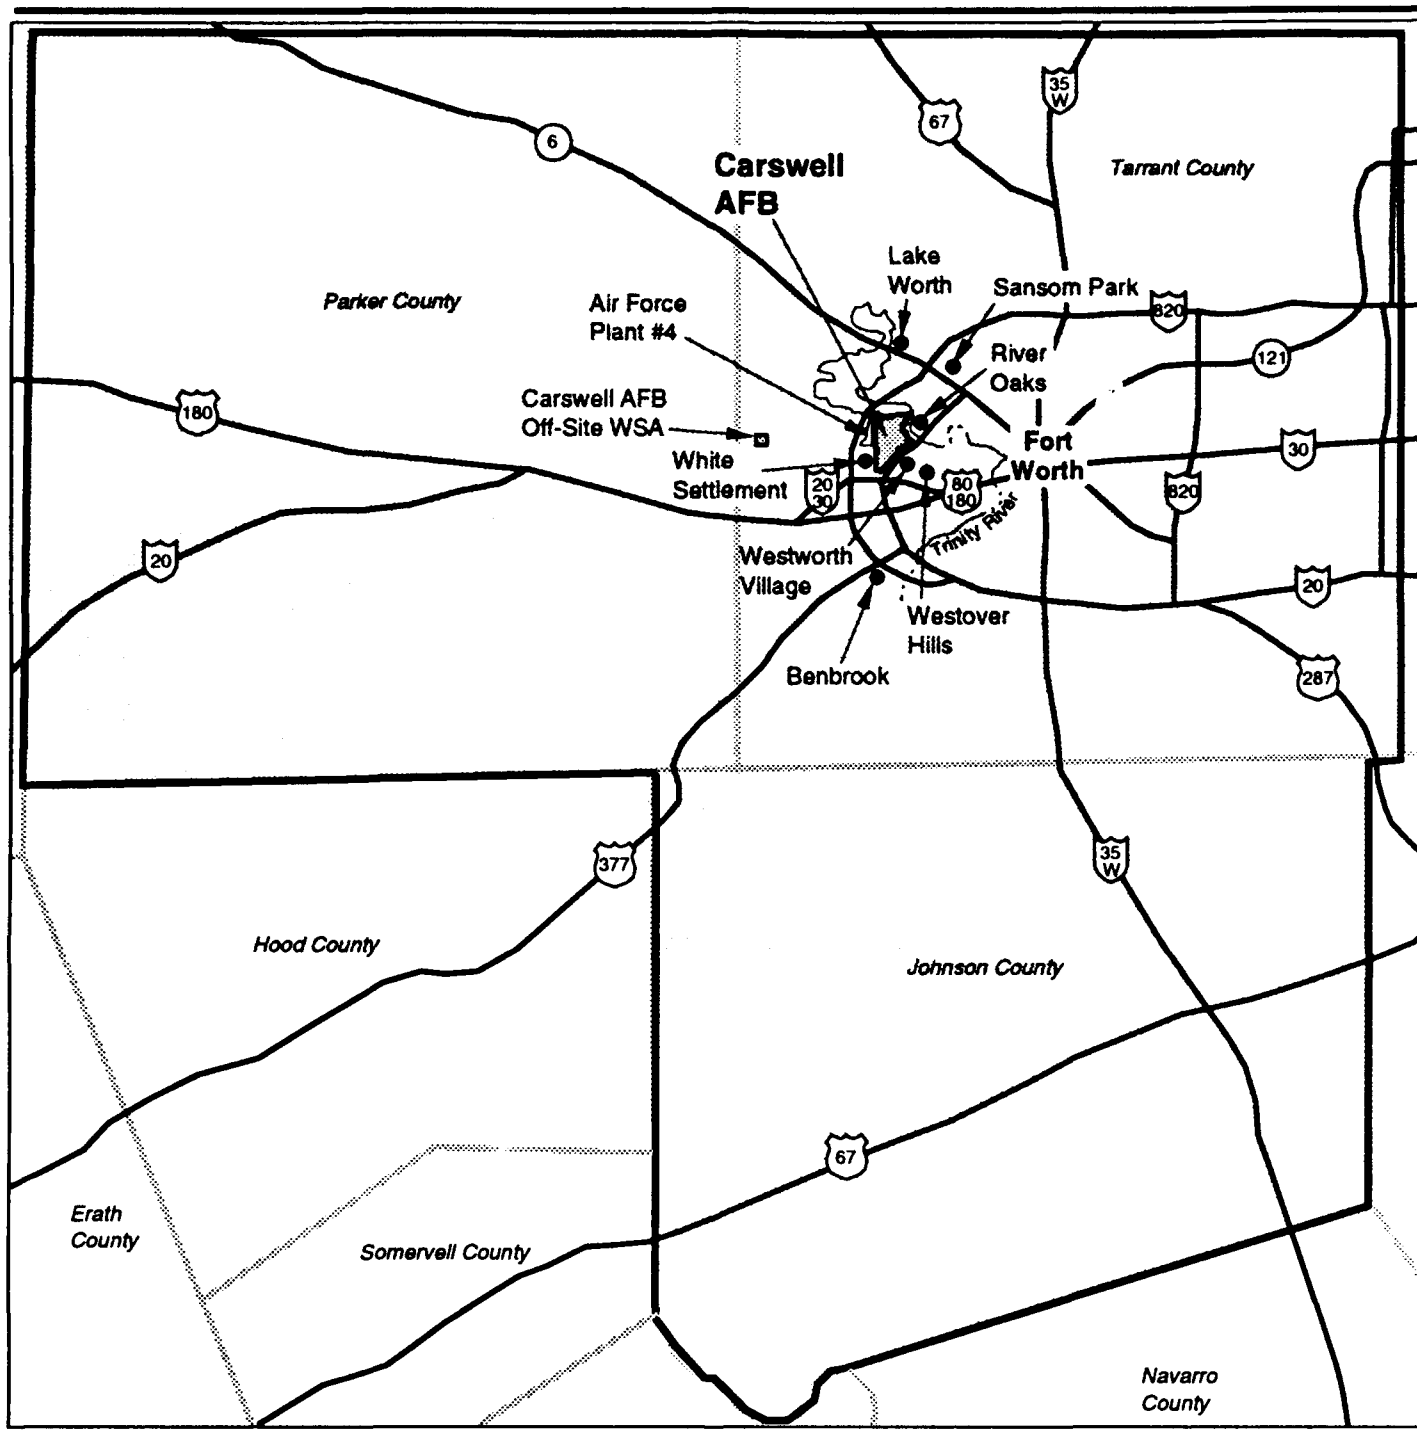 35
W
67
6
Carswell
AFB
Tarrant County
Lake
Worth
Sansom Park
Parker County
Air Force
Plant #4
820
River
Oaks
121
180
Carswell AFB
Off-Site WSA
Fort
Worth
30
White
Settlement
20
30
80
180
820
Trinity River
20
Westworth
Village
20
Westover
Hills
Benbrook
287
377
35
W
Hood County
Johnson County
67
Erath
County
Somervell County
Navarro
County